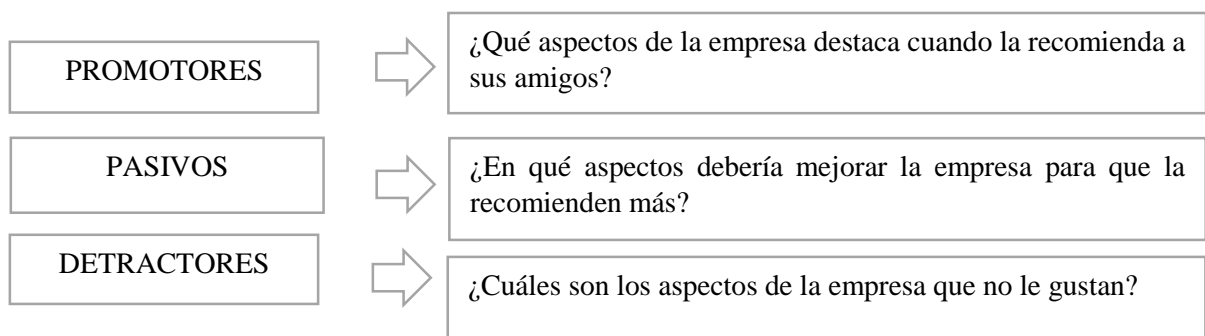 PROMOTORES
¿Qué aspectos de la empresa destaca cuando la recomienda a
sus amigos?
PASIVOS
¿En qué aspectos debería mejorar la empresa para que la
recomienden más?
DETRACTORES
¿Cuáles son los aspectos de la empresa que no le gustan?